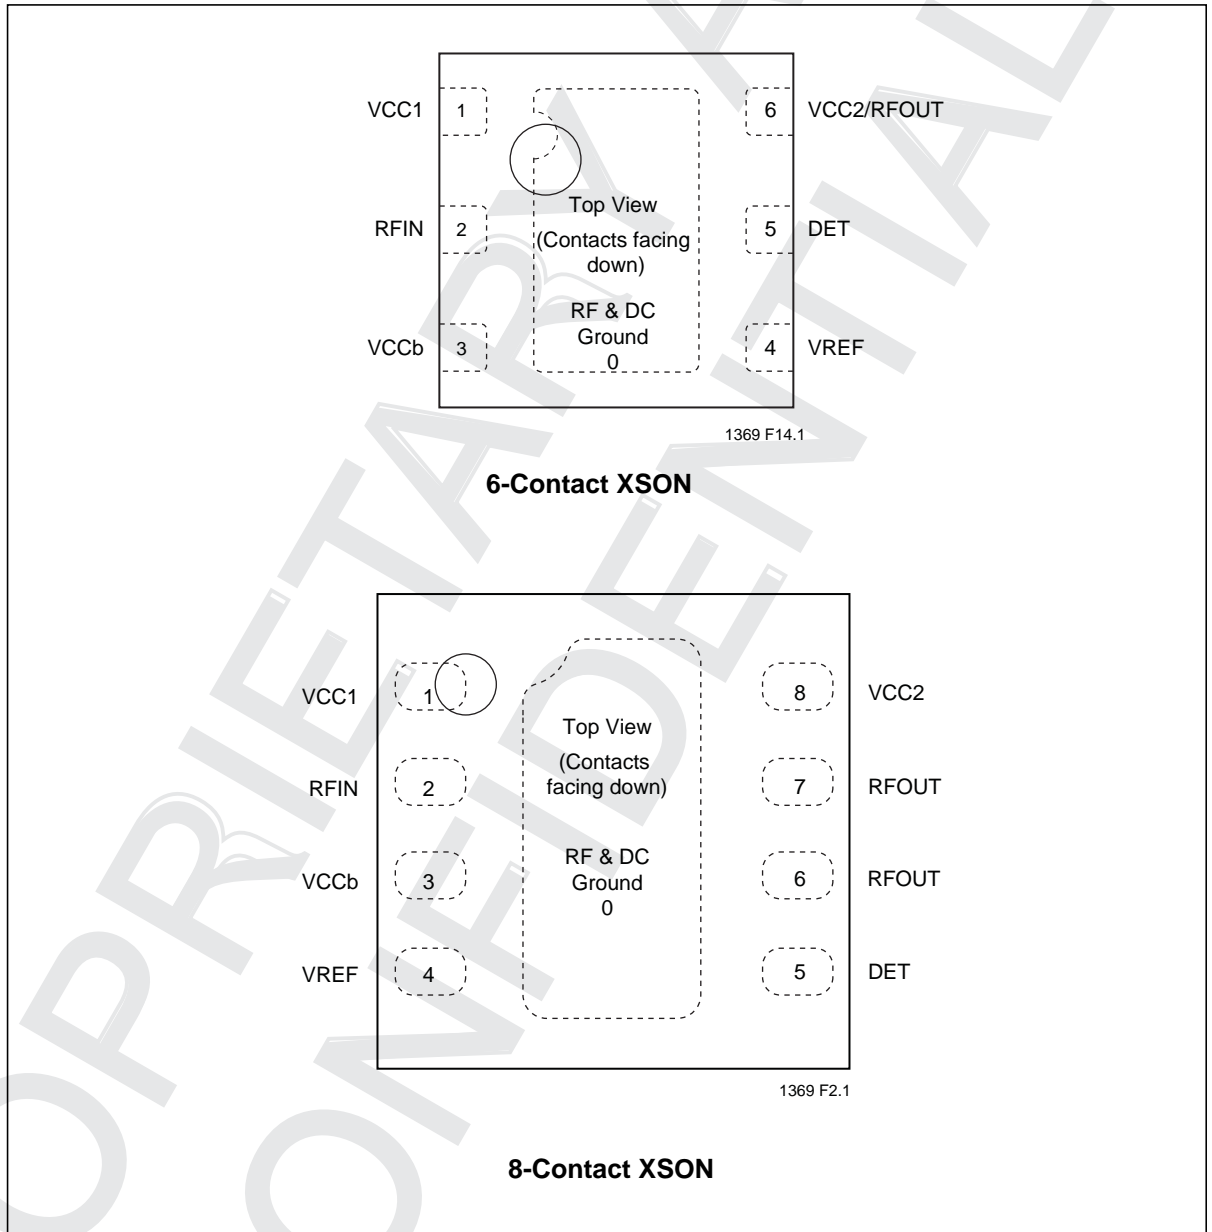 VCC1 1 6 VCC2/RFOUT
Top View
RFIN 2 5 DET
(Contacts facing
down)
RF & DC
Ground
VCCb 3 4 VREF
0
1369 F14.1
6-Contact XSON
VCC1 1 8 VCC2
Top View
(Contacts
RFIN 2 facing down) 7 RFOUT
RF & DC
VCCb 3 Ground 6 RFOUT
0
VREF 4 5 DET
1369 F2.1
8-Contact XSON
OPRIETARY A
ONFIDENTIAL